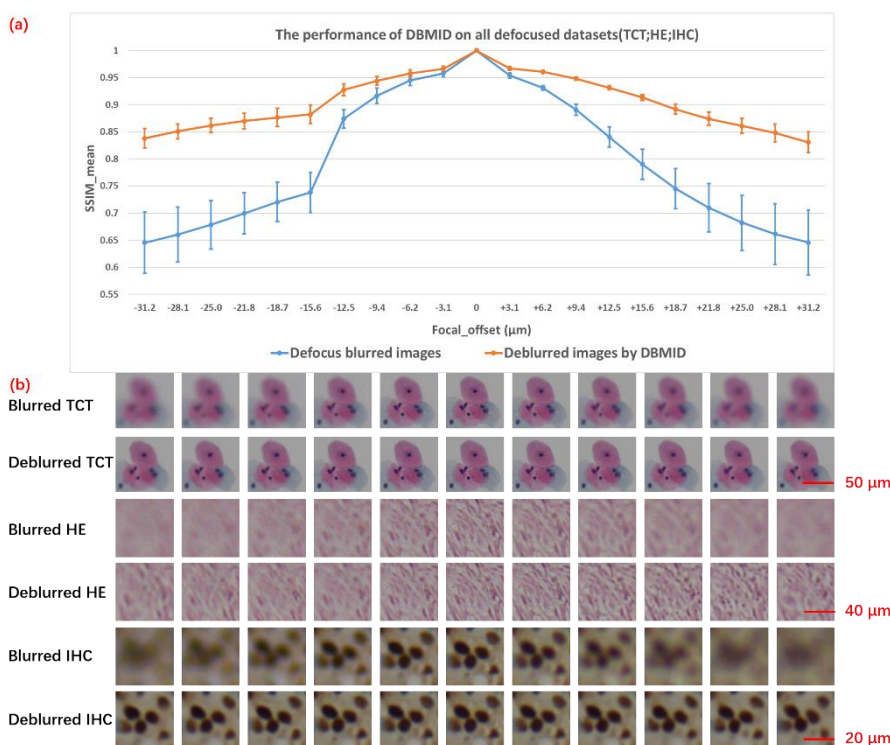 (a)
The performance of DBMID on all defocused datasets(TCT;HE;IHC)
1
0.95
0.9
0.85
0.8
0.75
0.7
0.65
0.6
0.55
SSIM_mean
-31.2 -28.1 -25.0 -21.8 -18.7 -15.6 -12.5 -9.4 -6.2 -3.1 0 +3.1 +6.2 +9.4 +12.5 +15.6 +18.7 +21.8 +25.0 +28.1 +31.2
Focal_offset (μm)
Defocus blurred images Deblurred images by DBMID
(b)
Blurred TCT
Deblurred TCT
50 μm
Blurred HE
Deblurred HE
40 μm
Blurred IHC
Deblurred IHC
20 μm